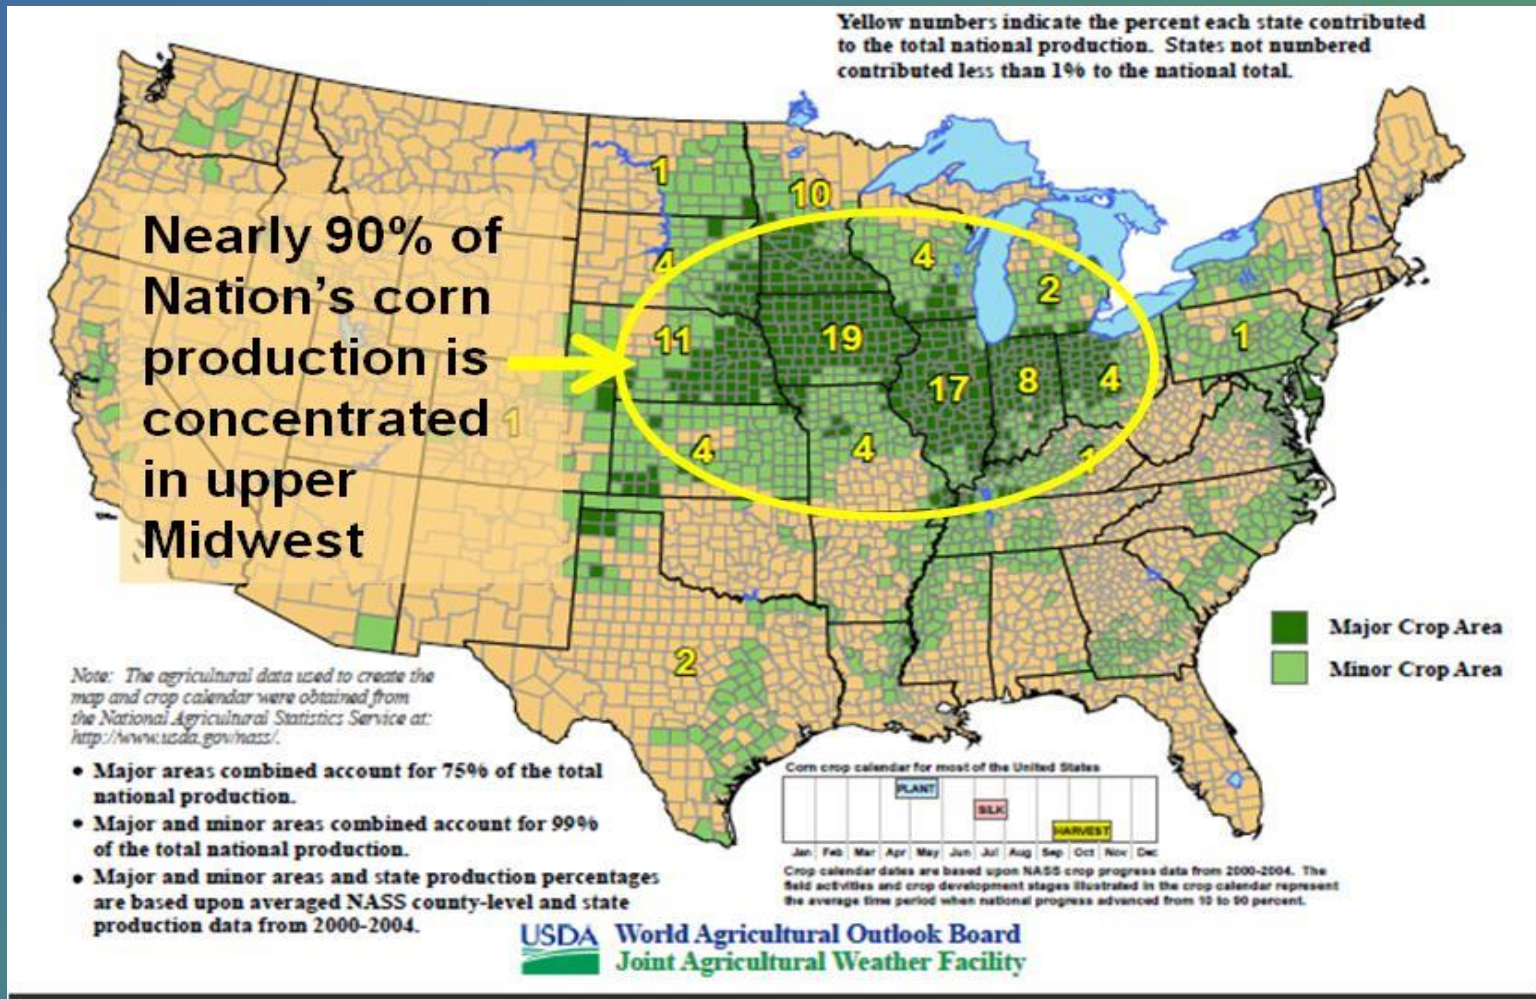 Yellow numbers indicate the percent each state contributed
to the total national production. States not numbered
contributed less than 1% to the national total.
1
10
4
4
2
11
19
1
17
8
4
1
4
4
1
2
Nearly 90% of
Nation's corn
production is
concentrated
in upper
Midwest
Major Crop Area
Minor Crop Area
Note: The agricultural data used to create the
map and crop calendar were obtained from
the National Agricultural Statistics Service at:
http://www.usda.gov/nass/.
• Major areas combined account for 75% of the total
national production.
• Major and minor areas combined account for 99%
of the total national production.
• Major and minor areas and state production percentages
are based upon averaged NASS county-level and state
production data from 2000-2004.
Corn crop calendar for most of the United States
PLANT
SILK
HARVEST
Jan Feb Mar Apr May Jun Jul Aug Sep Oct Nov Dec
Crop calendar dates are based upon NASS crop progress data from 2000-2004. The
field activities and crop development stages illustrated in the crop calendar represent
the average time period when national progress advanced from 10 to 90 percent.
USDA World Agricultural Outlook Board
Joint Agricultural Weather Facility